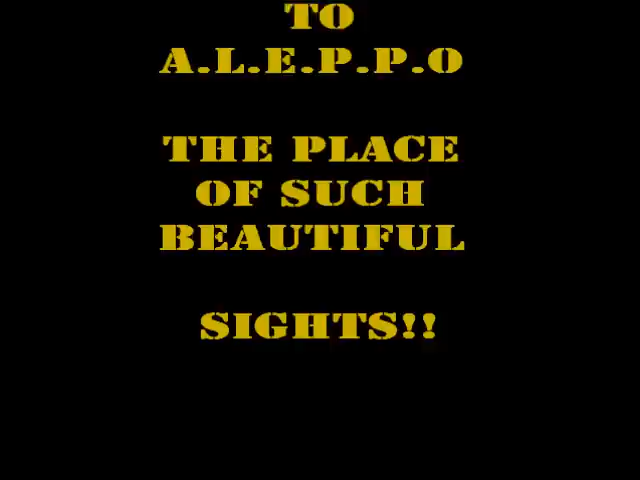 TO
A.L.E.P.P.O
THE PLACE
OF SUCH
BEAUTIFUL
SIGHTS!!